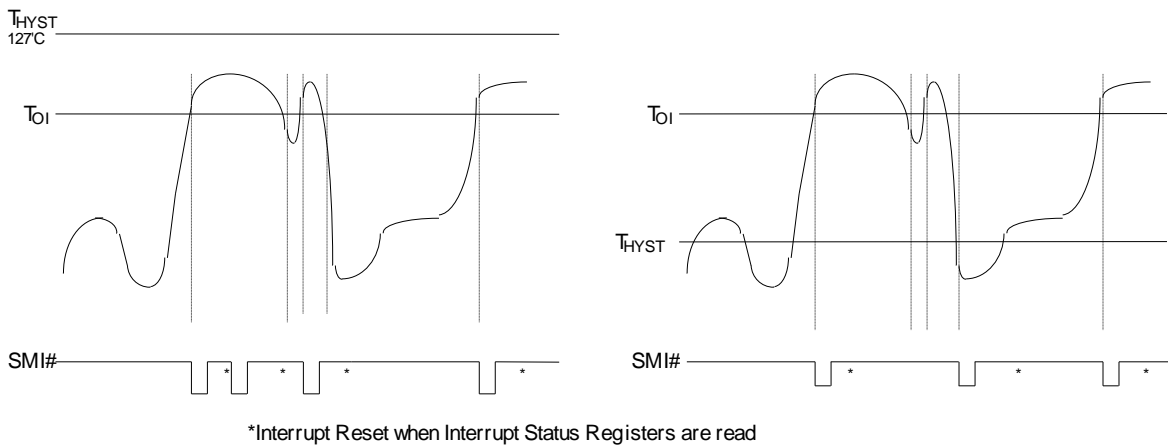 THYST
127'C
TOI
SMI#
* * * *
TOI
THYST
SMI#
* * *
*Interrupt Reset when Interrupt Status Registers are read